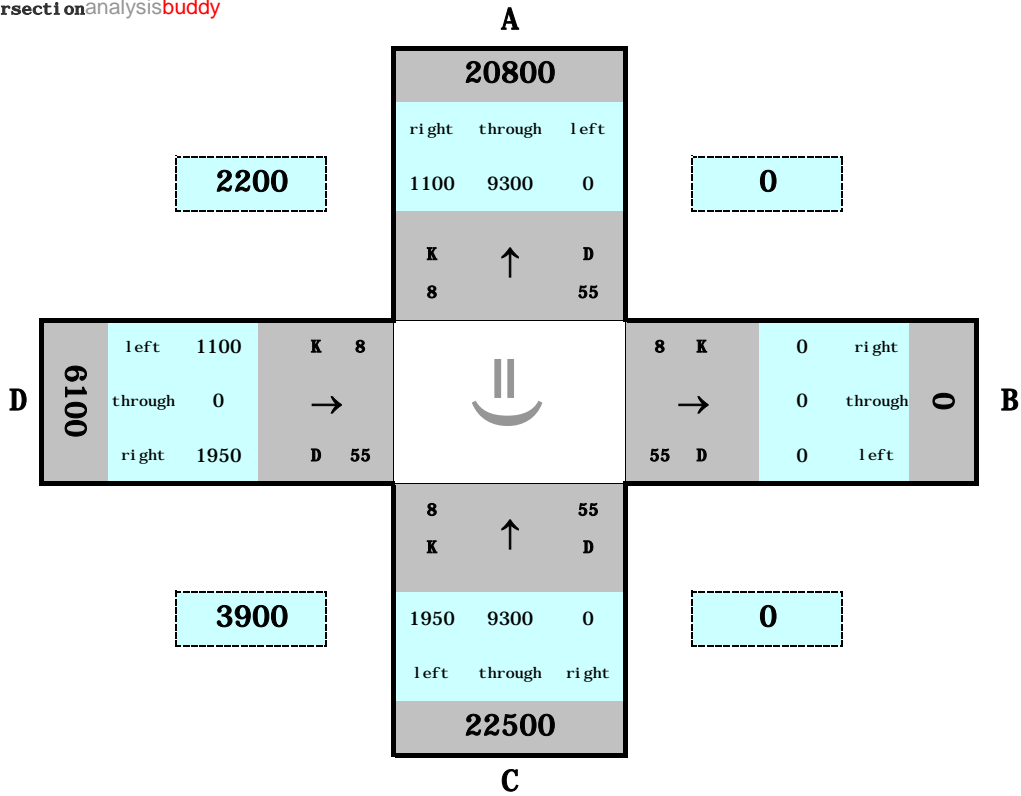 rsectionanalysisbuddy
A
20800
right through left
2200
1100 9300 0
0
K D
8 55
left 1100 K 8
8 K 0 right
D
6100
through 0 →
→ 0 through
0
B
right 1950 D 55
55 D 0 left
8 55
K D
3900
1950 9300 0
0
left through right
22500
C